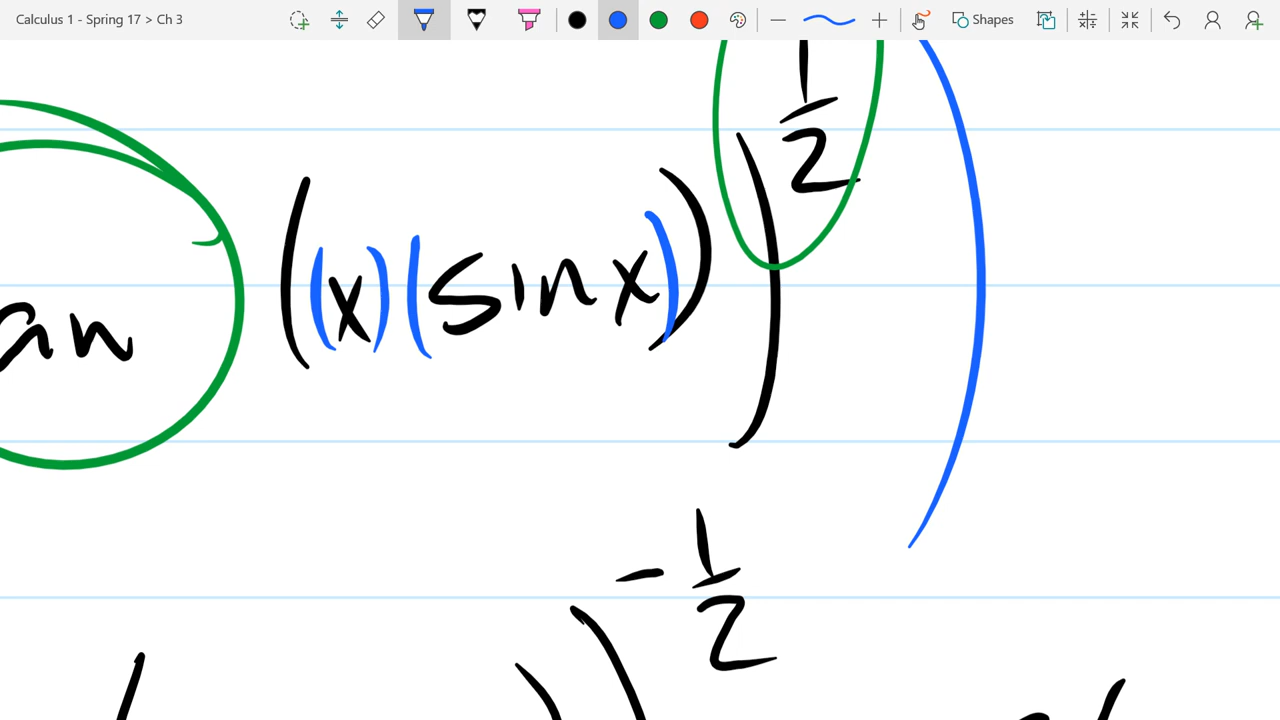 Calculus 1 - Spring 17 > Ch 3
Shapes
an ((x)(sin x)))^1/2)
)) - 1/2